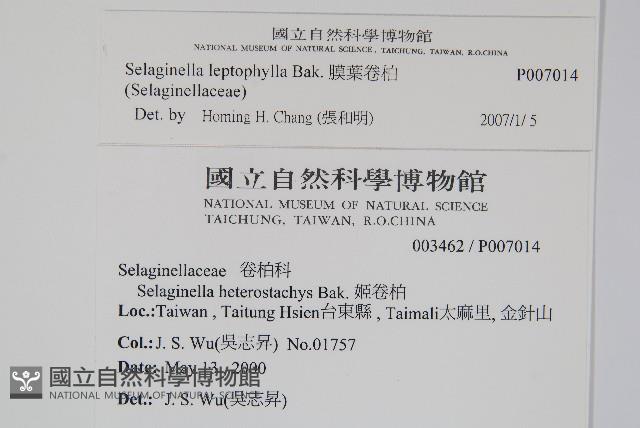 國立自然科學博物館
NATIONAL MUSEUM OF NATURAL SCIENCE, TAICHUNG, TAIWAN, R.O.CHINA
Selaginella leptophylla Bak. 膜葉卷柏 P007014
(Selaginellaceae)
Det. by Homing H. Chang (張和明) 2007/1/5
國立自然科學博物館
NATIONAL MUSEUM OF NATURAL SCIENCE
TAICHUNG, TAIWAN, R.O.CHINA
003462 / P007014
Selaginellaceae 卷柏科
Selaginella heterostachys Bak. 姬卷柏
Loc.:Taiwan , Taitung Hsien台東縣 , Taimali太麻里, 金針山
Col.:J. S. Wu(吳志昇) No.01757
Date: May 13 , 2000
國立自然科學博物館
NATIONAL MUSEUM OF NATURAL SCIENCE
Det.: J. S. Wu(吳志昇)